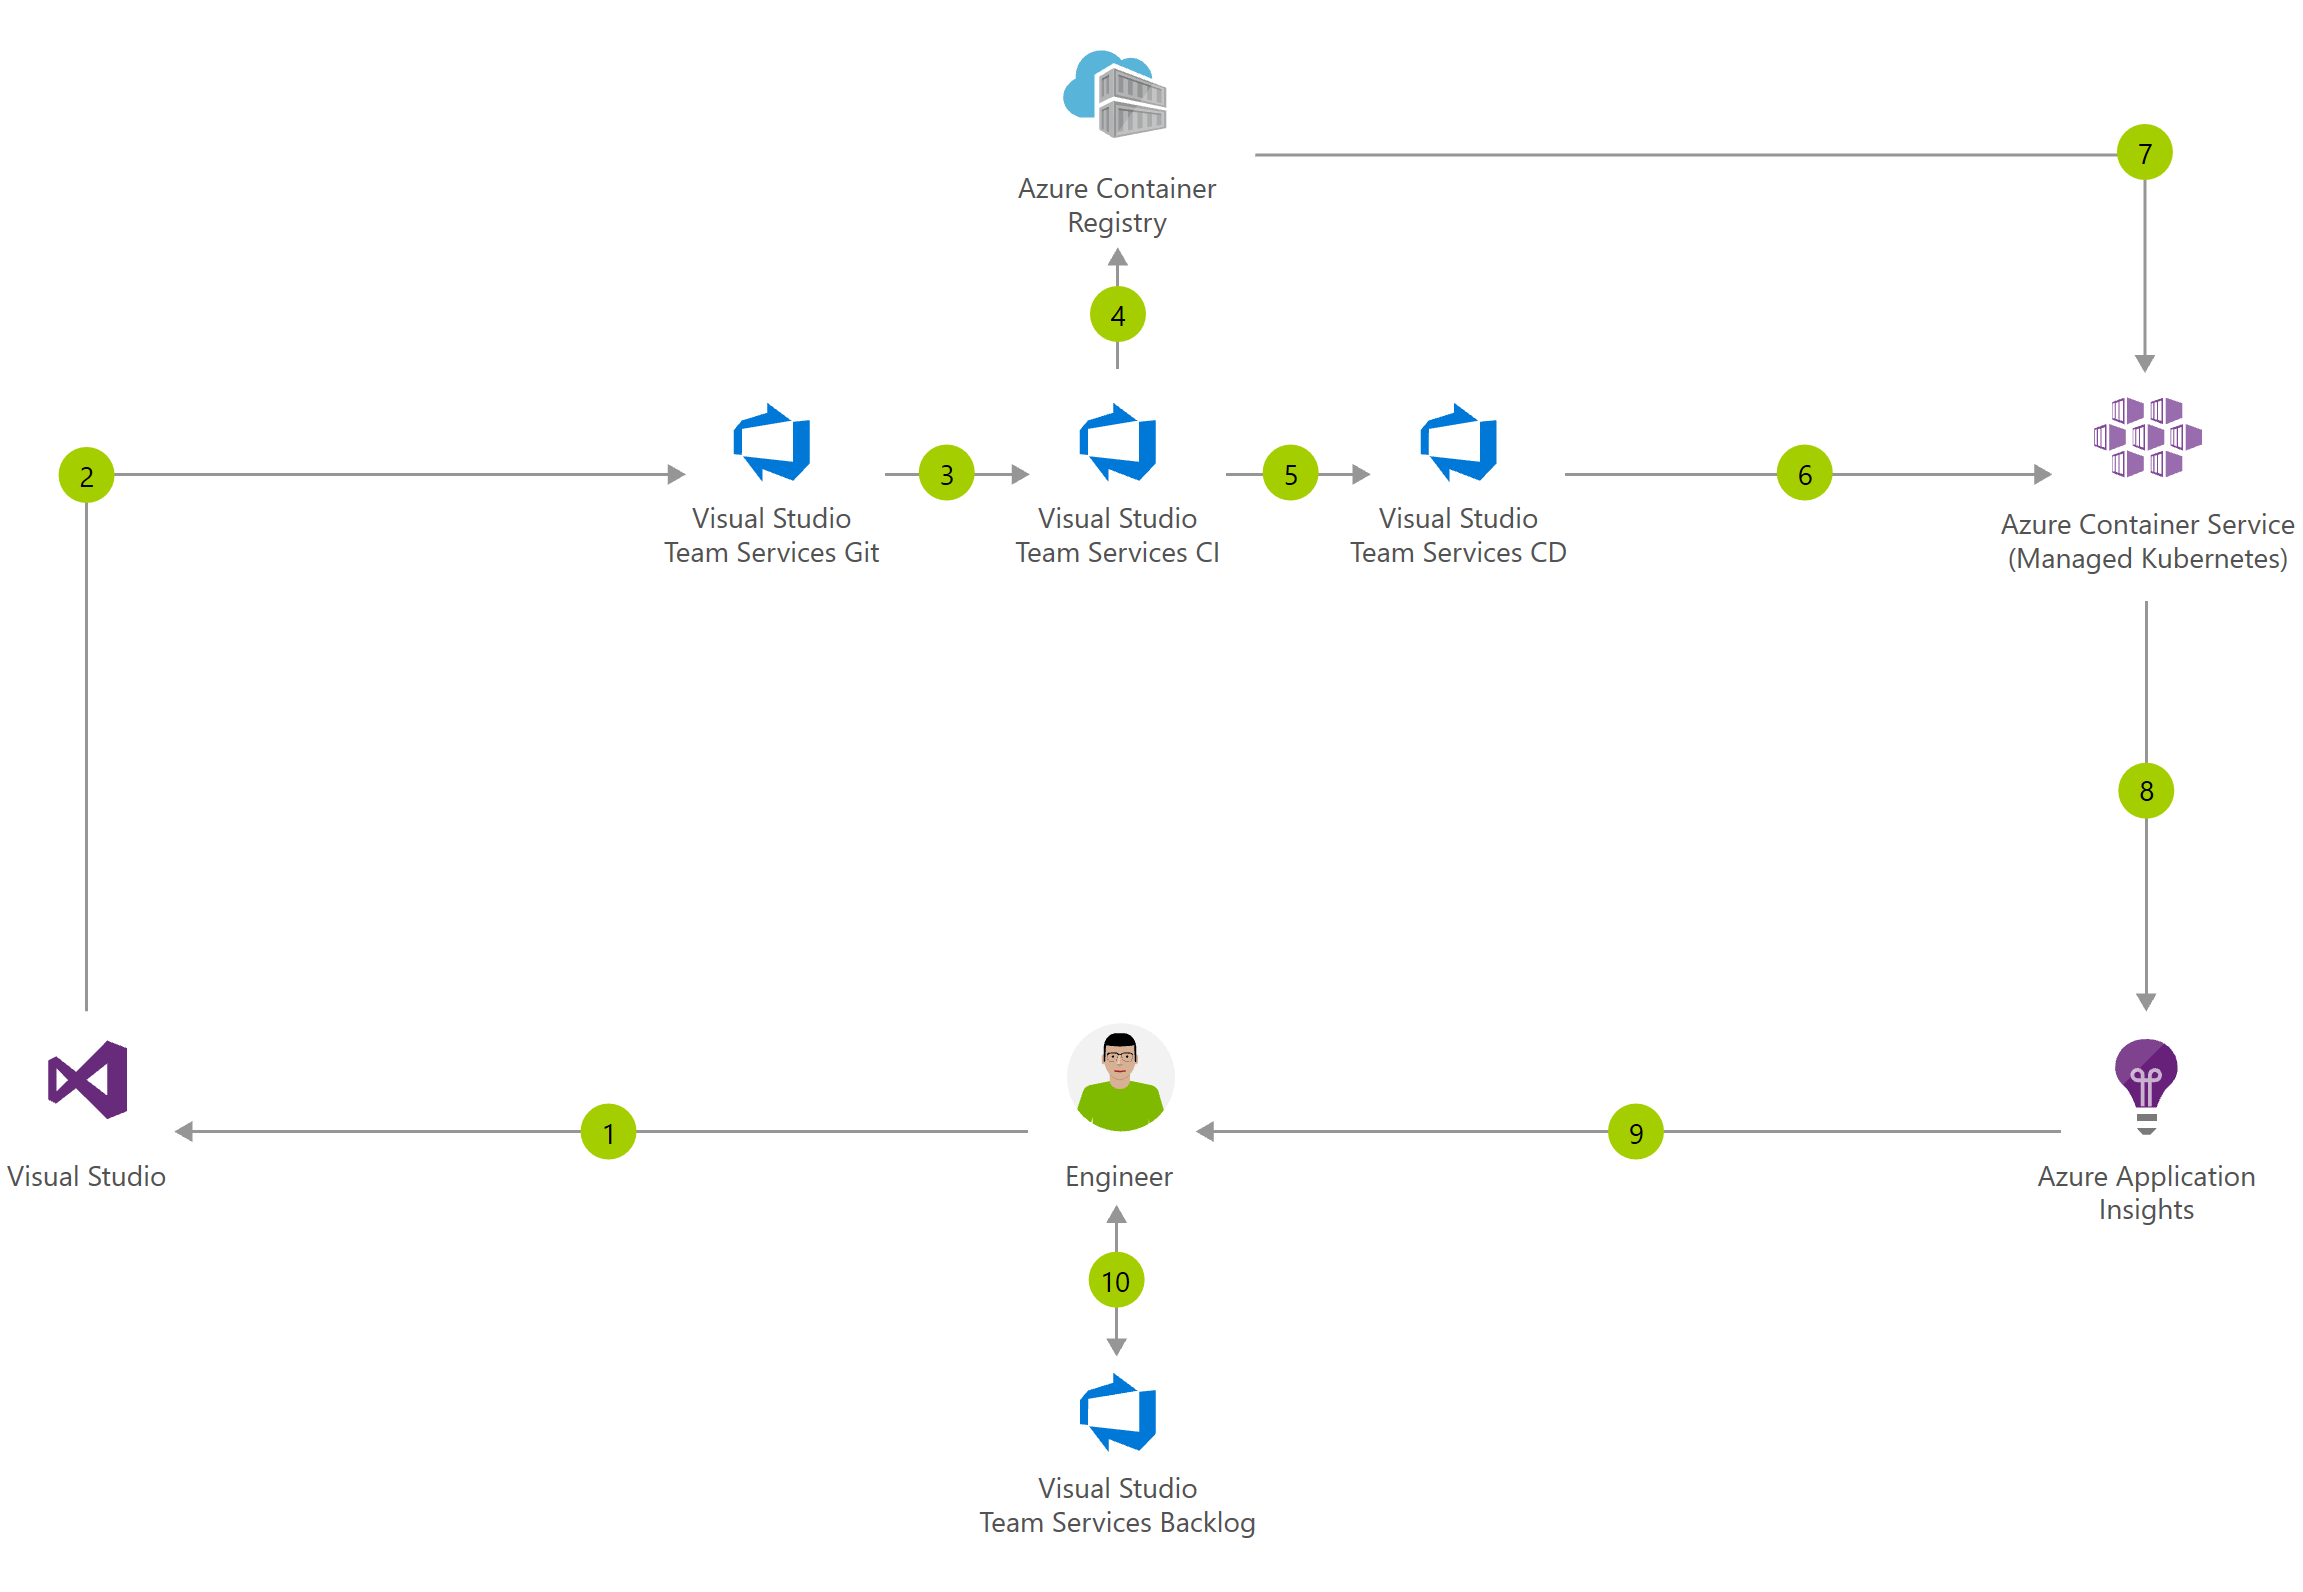 Azure Container
Registry
7
4
2
3
5
6
Visual Studio
Team Services Git
Visual Studio
Team Services CI
Visual Studio
Team Services CD
Azure Container Service
(Managed Kubernetes)
8
1
9
Visual Studio
Engineer
Azure Application
Insights
10
Visual Studio
Team Services Backlog